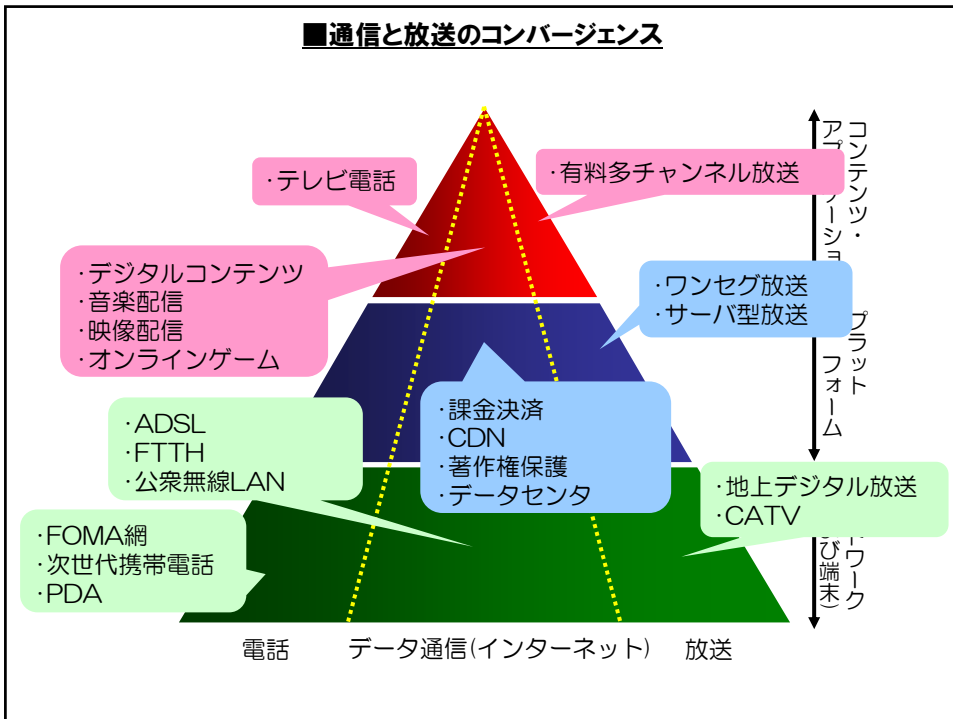 ■通信と放送のコンバージェンス
・テレビ電話
・有料多チャンネル放送
・デジタルコンテンツ
・音楽配信
・映像配信
・オンラインゲーム
・ワンセグ放送
・サーバ型放送
・ADSL
・FTTH
・公衆無線LAN
・課金決済
・CDN
・著作権保護
・データセンタ
・地上デジタル放送
・CATV
・FOMA網
・次世代携帯電話
・PDA
コンテンツ・
プラット
フォーム
電話 データ通信(インターネット) 放送